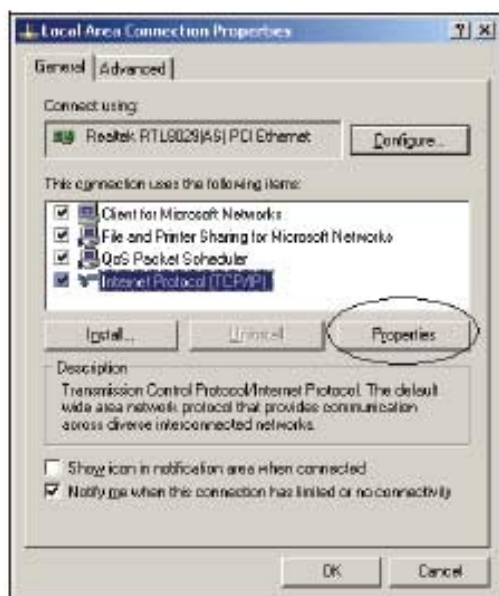 Local Area Connection Properties
General Advanced
Connect using:
Realtek RTL8029(AS) PCI Ethernet
Configure...
This connection uses the following items:
Client for Microsoft Networks
File and Printer Sharing for Microsoft Networks
QoS Packet Scheduler
Internet Protocol (TCP/IP)
Install... Uninstall Properties
Description
Transmission Control Protocol/Internet Protocol. The default
wide area network protocol that provides communication
across diverse interconnected networks.
Show icon in notification area when connected
Notify me when this connection has limited or no connectivity
OK Cancel